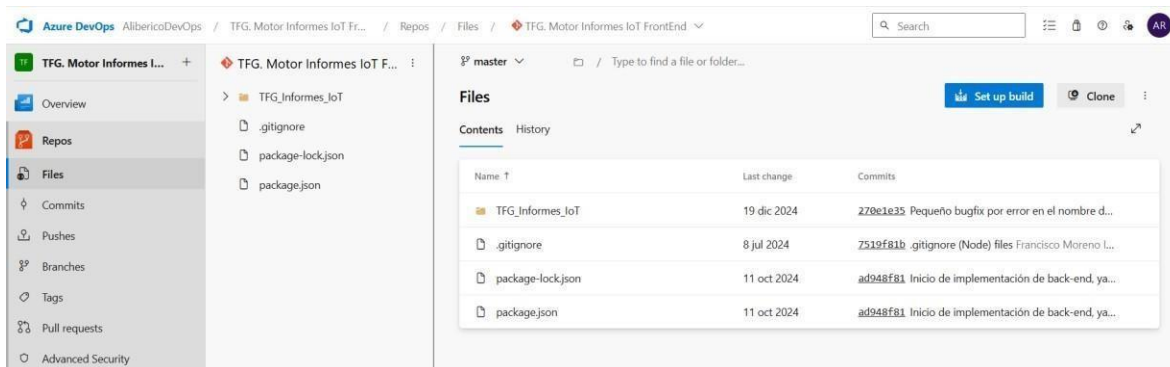 Azure DevOps AlibericoDevOps / TFG. Motor Informes IoT Fr... / Repos / Files / TFG. Motor Informes IoT FrontEnd
Search
AR
TF TFG. Motor Informes I... +
Overview
Repos
Files
Commits
Pushes
Branches
Tags
Pull requests
Advanced Security
TFG. Motor Informes IoT F...
TFG_Informes_IoT
.gitignore
package-lock.json
package.json
master / Type to find a file or folder...
Files
Set up build
Clone
Contents History
Name ↑ Last change Commits
TFG_Informes_IoT 19 dic 2024 270e1e35 Pequeño bugfix por error en el nombre d...
.gitignore 8 jul 2024 7519f81b .gitignore (Node) files Francisco Moreno I...
package-lock.json 11 oct 2024 ad948f81 Inicio de implementación de back-end, ya...
package.json 11 oct 2024 ad948f81 Inicio de implementación de back-end, ya...